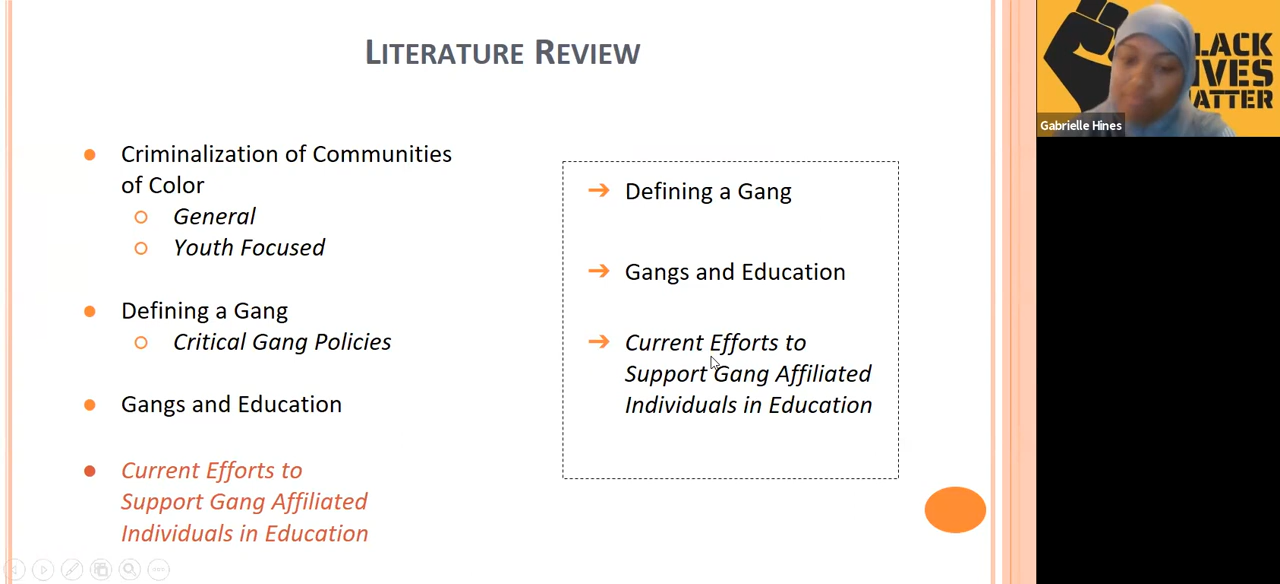 LITERATURE REVIEW
Criminalization of Communities
of Color
General
Youth Focused
Defining a Gang
Critical Gang Policies
Gangs and Education
Current Efforts to
Support Gang Affiliated
Individuals in Education
Defining a Gang
Gangs and Education
Current Efforts to
Support Gang Affiliated
Individuals in Education
LACK
IVES
ATTER
Gabrielle Hines